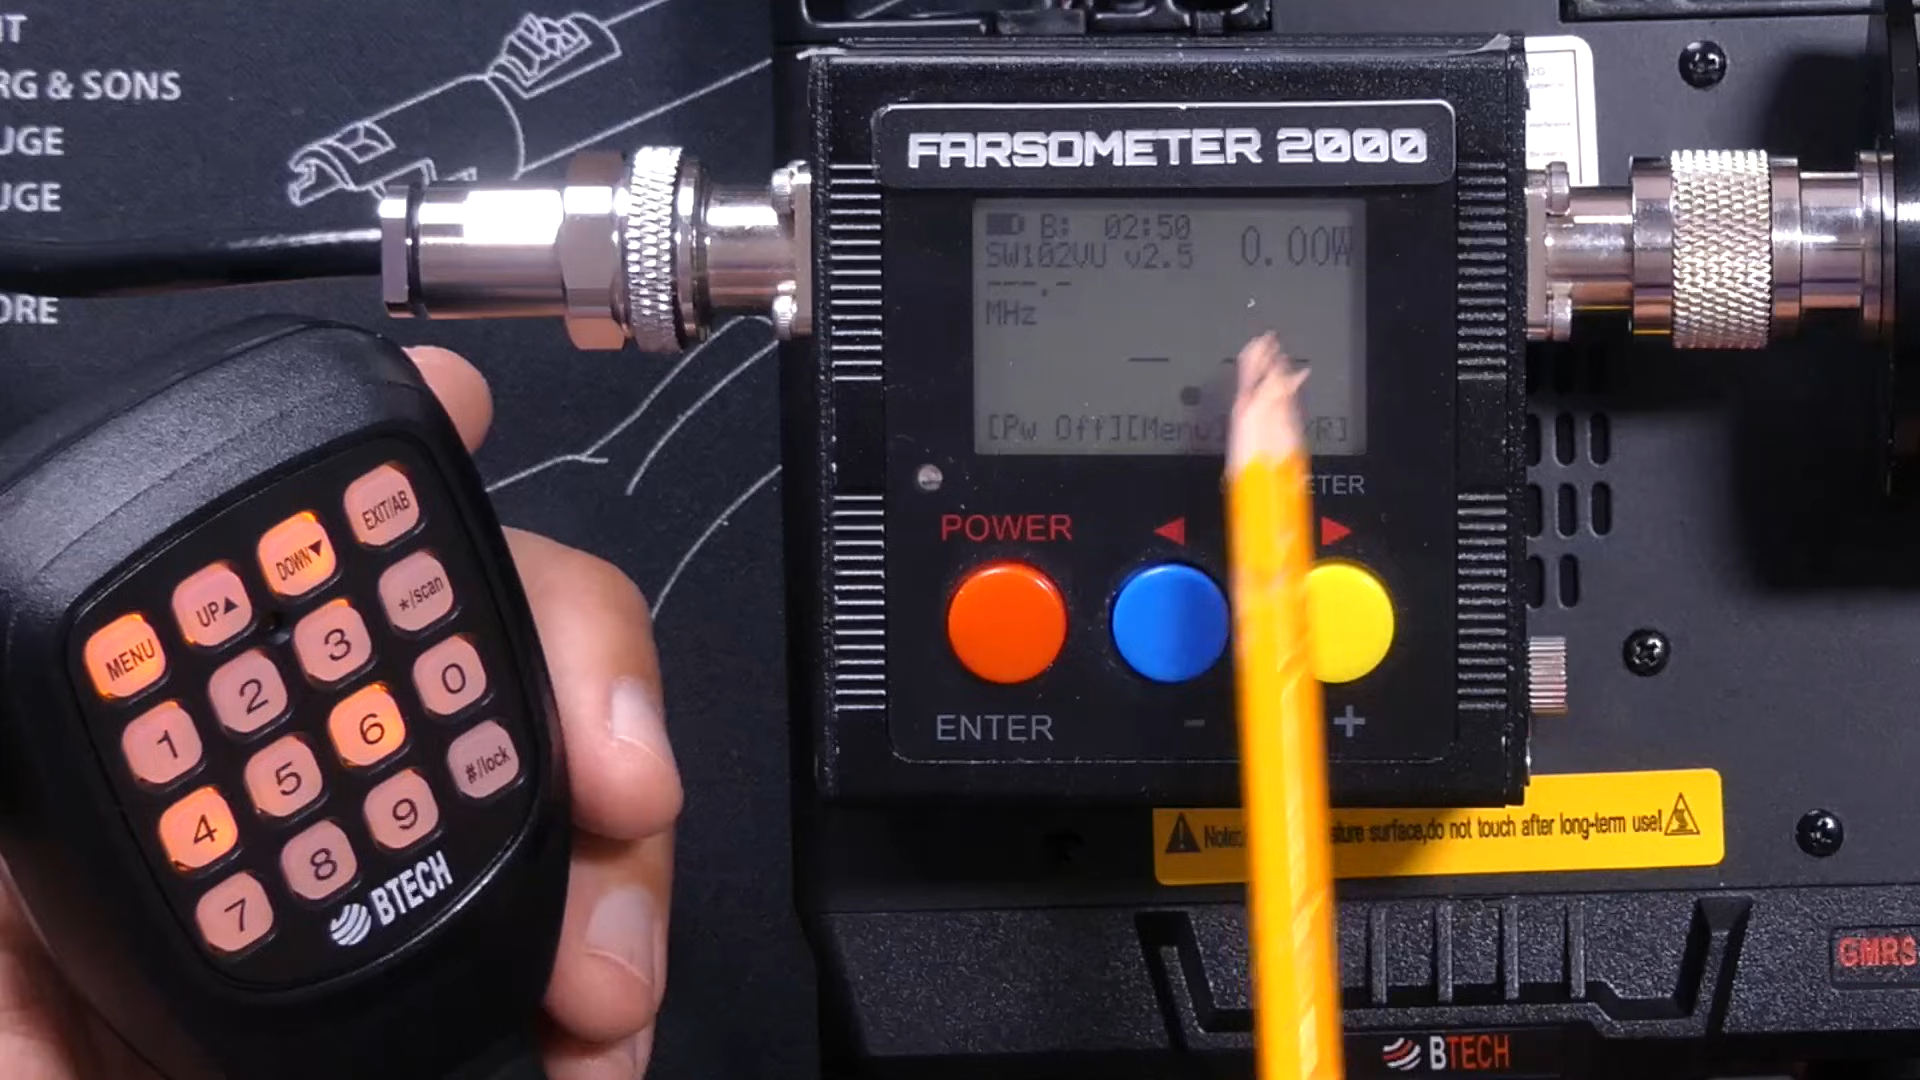 RG & SONS
UGE
UGE
ORE
FARSOMETER 2000
B: 02:50
0.00W
SW102VU v2.5
---.-
MHz
[Pw Off][Menu]
/R]
ETER
POWER
ENTER
-
+
EXIT/AB
DOWN▼
UP▲
MENU
*/scan
3
2
1
0
6
5
4
#/lock
9
8
7
BTECH
do not touch after long-term use!
GMRS
BTECH